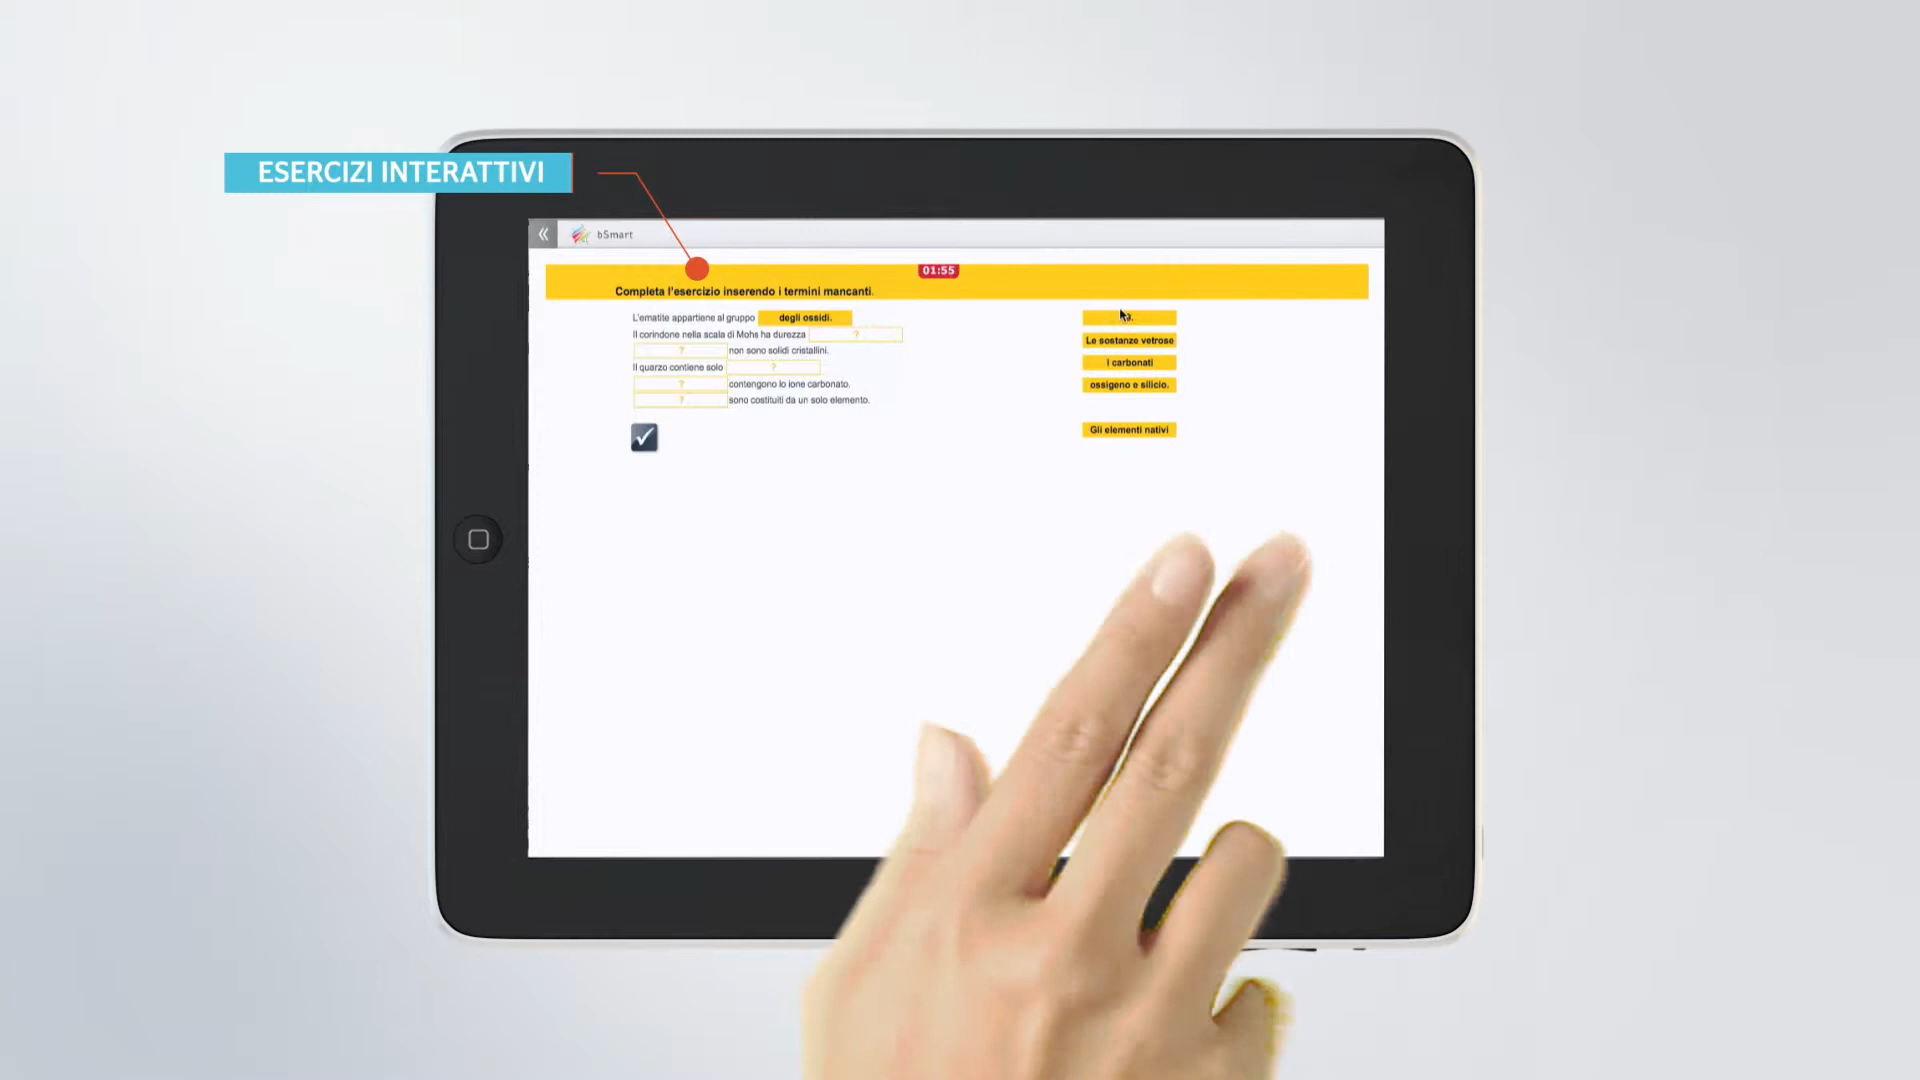 ESERCIZI INTERATTIVI
bSmart
01:55
Completa l'esercizio inserendo i termini mancanti.
L'ematite appartiene al gruppo degli ossidi.
Il corindone nella scala di Mohs ha durezza ?
? non sono solidi cristallini.
Il quarzo contiene solo ?
? contengono lo ione carbonato.
? sono costituiti da un solo elemento.
Le sostanze vetrose
I carbonati
ossigeno e silicio.
Gli elementi nativi